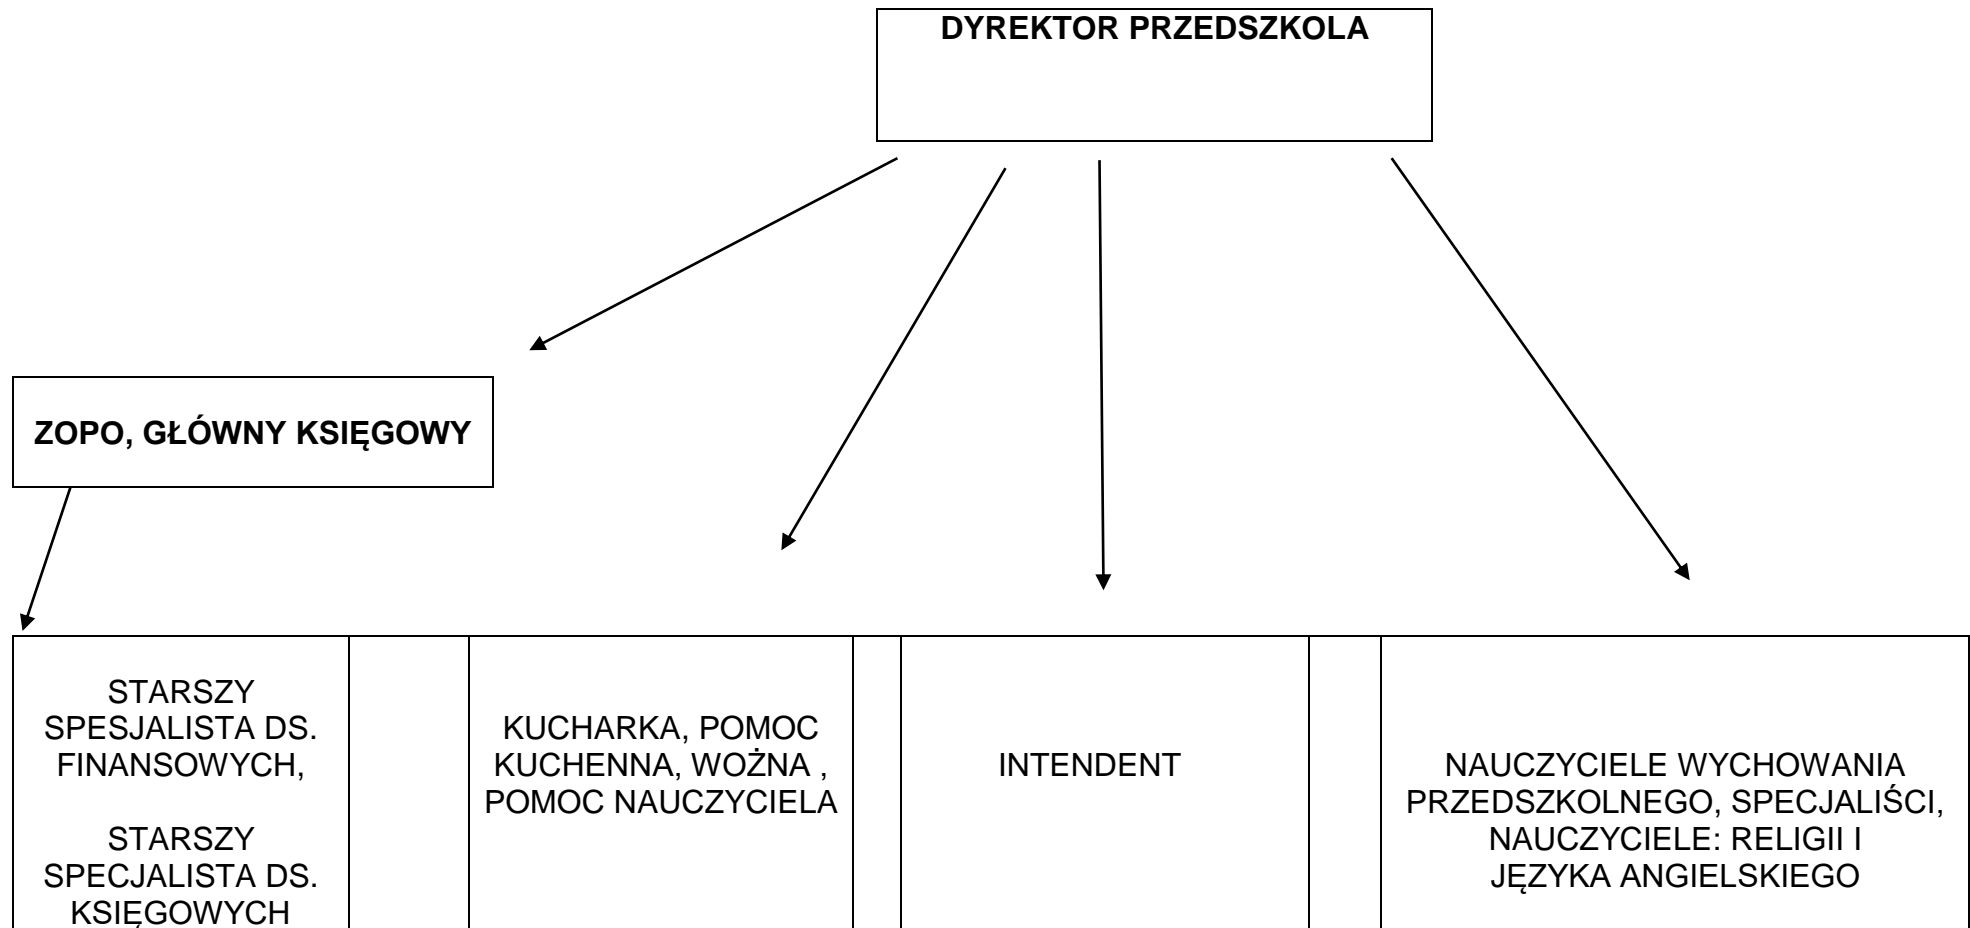 DYREKTOR PRZEDSZKOLA
ZOPO, GŁÓWNY KSIĘGOWY
STARSZY
SPESJALISTA DS.
FINANSOWYCH,
STARSZY
SPECJALISTA DS.
KSIĘGOWYCH
KUCHARKA, POMOC
KUCHENNA, WOŻNA ,
POMOC NAUCZYCIELA
INTENDENT
NAUCZYCIELE WYCHOWANIA
PRZEDSZKOLNEGO, SPECJALIŚCI,
NAUCZYCIELE: RELIGII I
JĘZYKA ANGIELSKIEGO